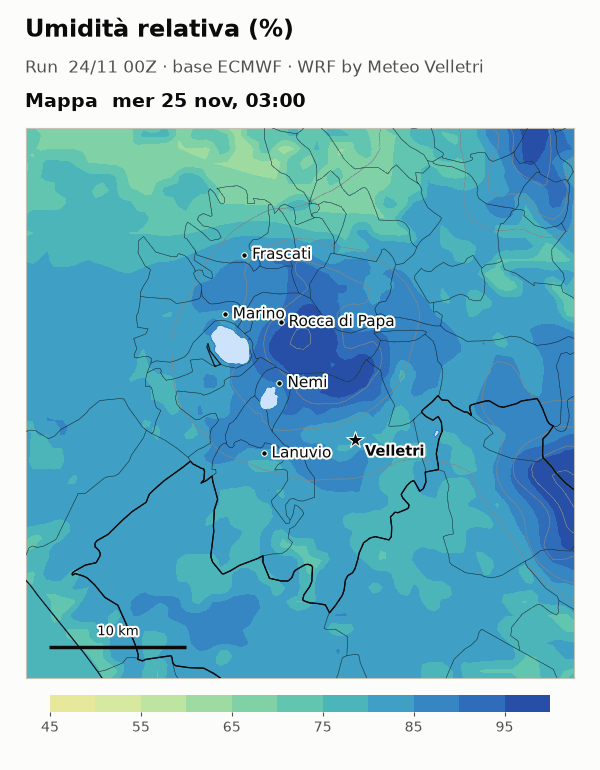 Umidità relativa (%)
Run 24/11 00Z · base ECMWF · WRF by Meteo Velletri
Mappa mer 25 nov, 03:00
Frascati
Marino
Rocca di Papa
Nemi
Velletri
Lanuvio
10 km
45 55 65 75 85 95